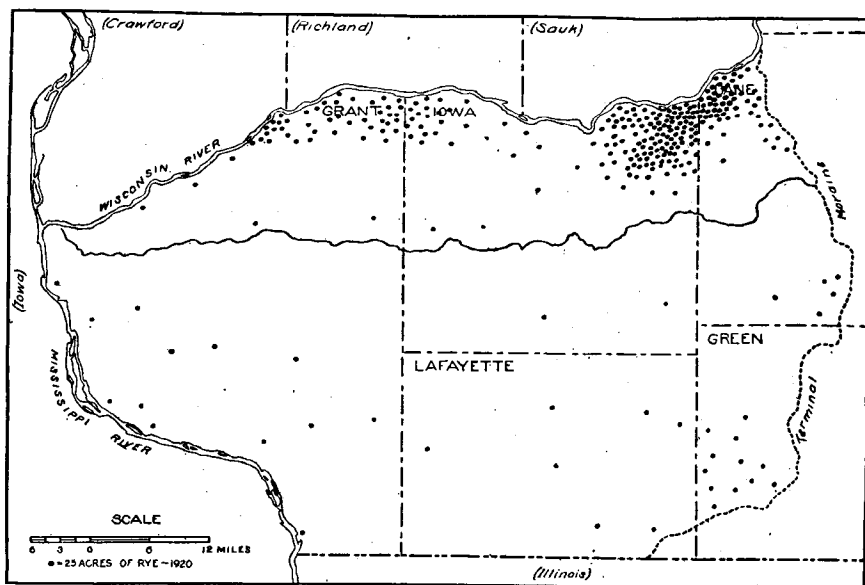 (Crawford)
(Richland)
(Sauk)
DANE
GRANT
IOWA
WISCONSIN RIVER
Moraine
(Iowa)
GREEN
LAFAYETTE
MISSISSIPPI
RIVER
Terminal
SCALE
6 3 0 6 12 MILES
● = 25 ACRES OF RYE - 1920
(Illinois)